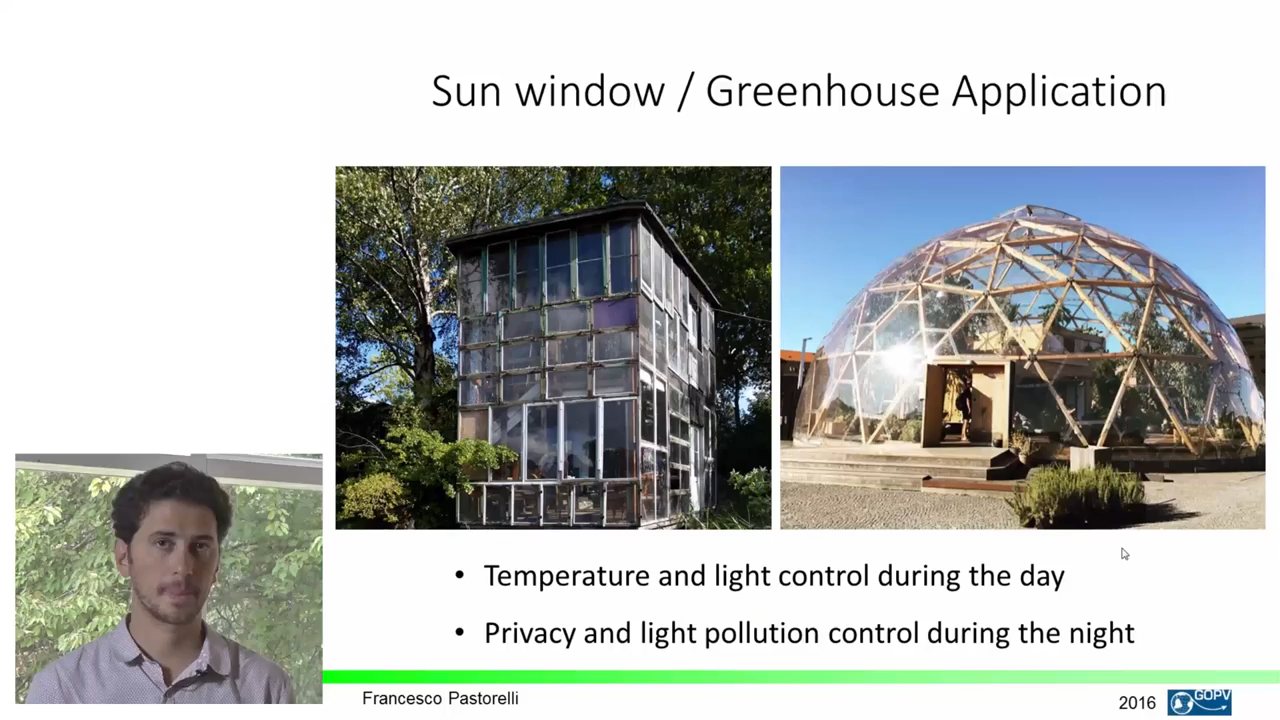 Sun window / Greenhouse Application
• Temperature and light control during the day
• Privacy and light pollution control during the night
Francesco Pastorelli
2016
GOPV